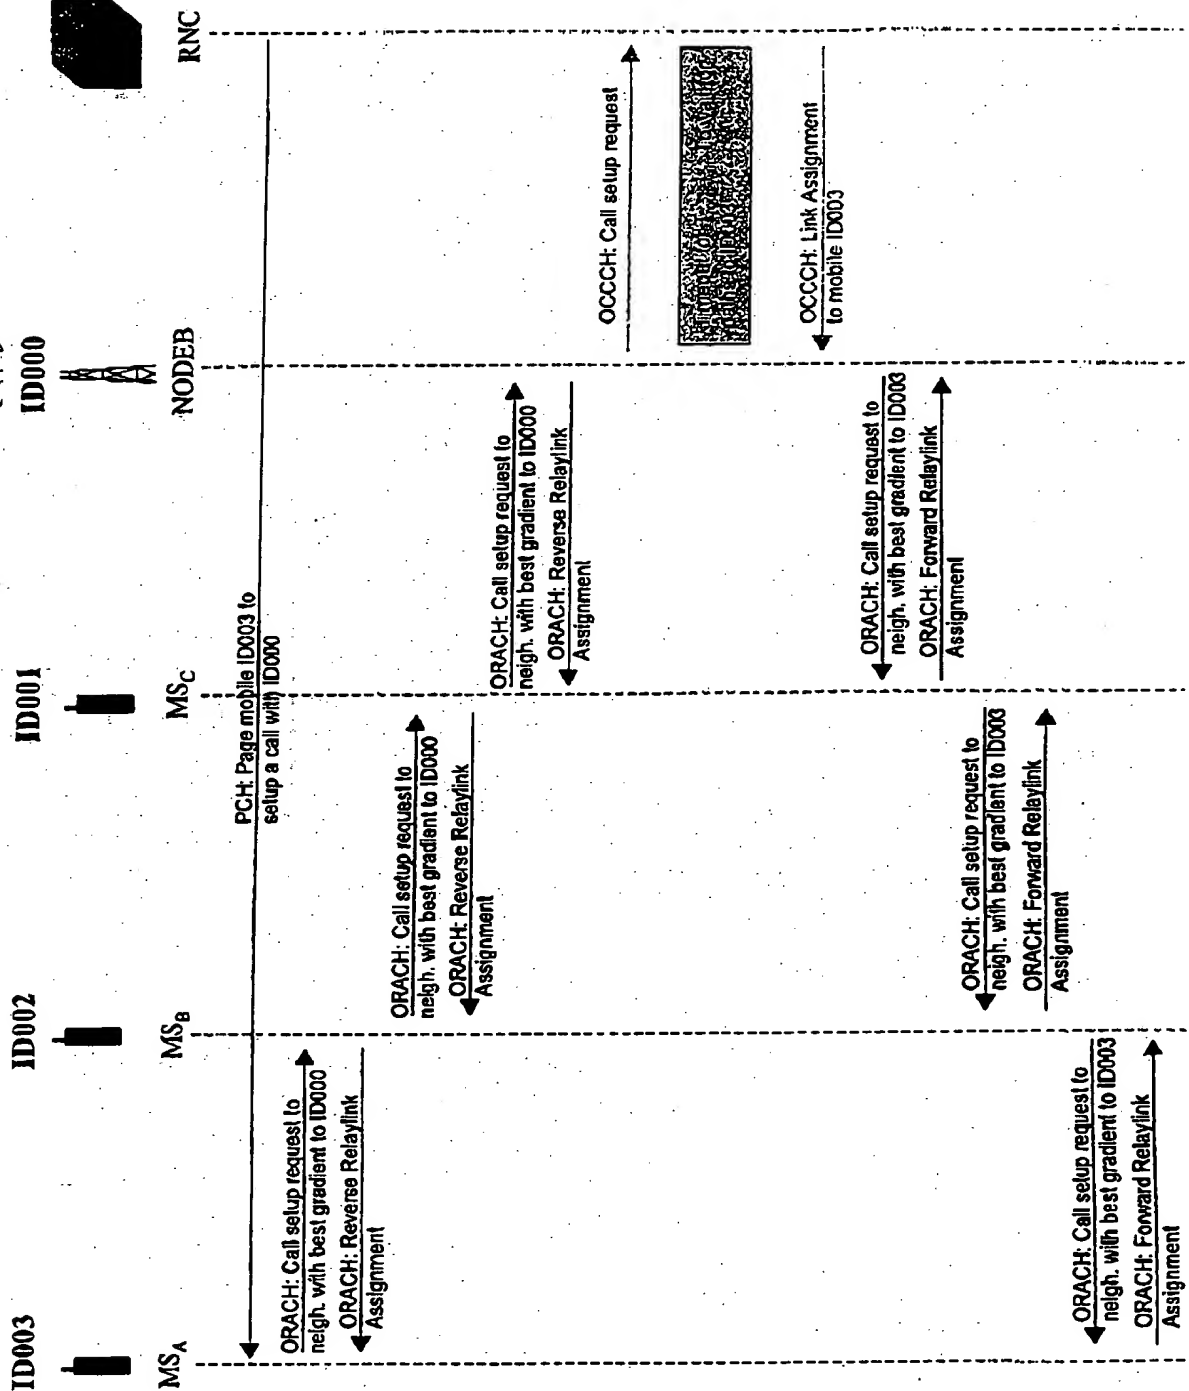 ID003
ID002
ID001
ID000
MS_A
MS_B
MS_C
NODEB
RNC
PCH: Page mobile ID003 to
setup a call with ID000
ORACH: Call setup request to
neigh. with best gradient to ID000
ORACH: Reverse Relaylink
Assignment
ORACH: Call setup request to
neigh. with best gradient to ID000
ORACH: Reverse Relaylink
Assignment
ORACH: Call setup request to
neigh. with best gradient to ID000
ORACH: Reverse Relaylink
Assignment
OCCCH: Call setup request
OCCCH: Link Assignment
to mobile ID003
ORACH: Call setup request to
neigh. with best gradient to ID003
ORACH: Forward Relaylink
Assignment
ORACH: Call setup request to
neigh. with best gradient to ID003
ORACH: Forward Relaylink
Assignment
ORACH: Call setup request to
neigh. with best gradient to ID003
ORACH: Forward Relaylink
Assignment